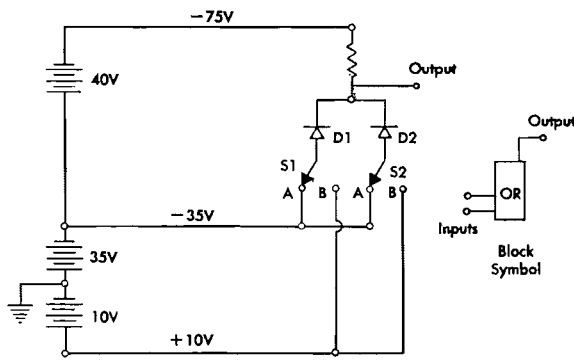 −75V
40V
Output
D1
D2
S1
S2
A
B
A
B
−35V
35V
10V
+10V
Output
OR
Inputs
Block
Symbol